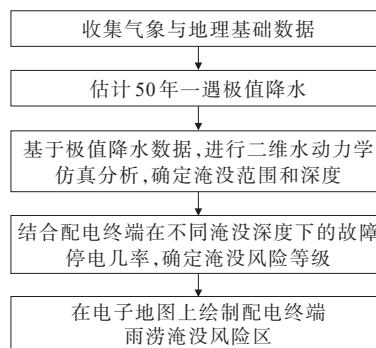 收集气象与地理基础数据
估计50年一遇极值降水
基于极值降水数据,进行二维水动力学
仿真分析,确定淹没范围和深度
结合配电终端在不同淹没深度下的故障
停电几率,确定淹没风险等级
在电子地图上绘制配电终端
雨涝淹没风险区